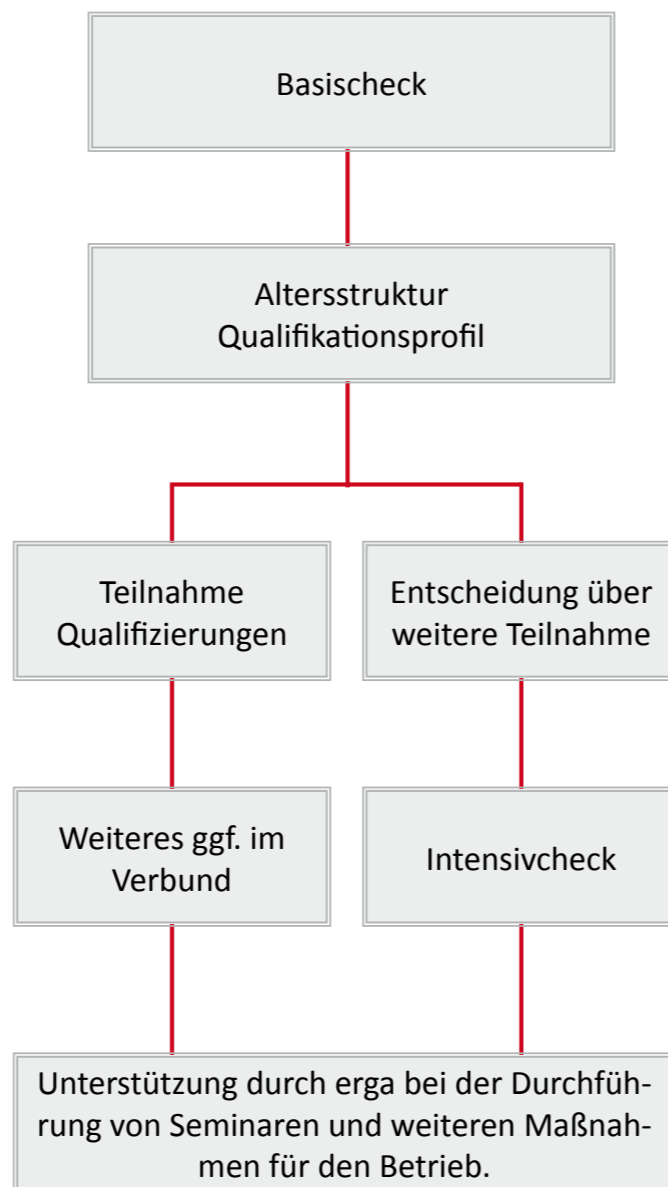 Basischeck
Altersstruktur
Qualifikationsprofil
Teilnahme
Qualifizierungen
Entscheidung über
weitere Teilnahme
Weiteres ggf. im
Verbund
Intensivcheck
Unterstützung durch erga bei der Durchfüh-
rung von Seminaren und weiteren Maßnah-
men für den Betrieb.